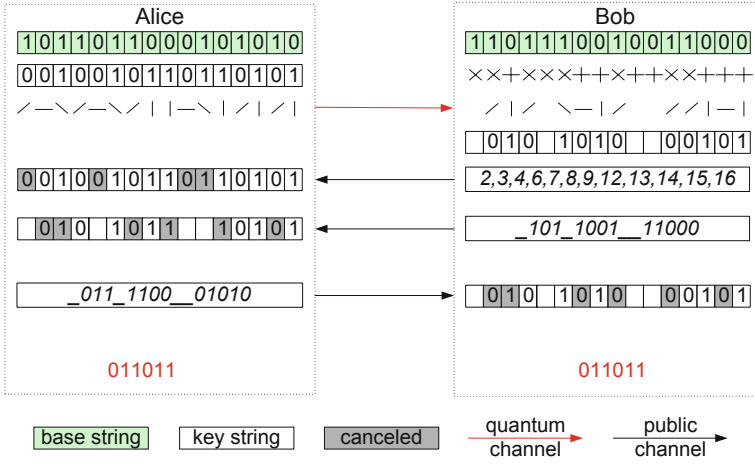 Alice
Bob
1011011000101010
1101110010011000
0010010110110101
××+×××++×++××+++
010 1010 00101
0010010110110101
2,3,4,6,7,8,9,12,13,14,15,16
010 1011 10101
_101_1001__11000
_011_1100__01010
010 1010 00101
011011
011011
base string
key string
canceled
quantum
channel
public
channel